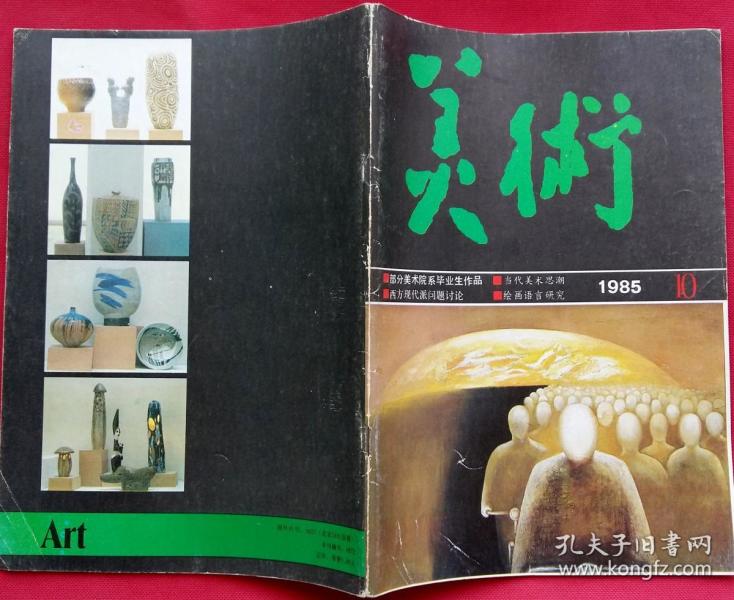 美術
■部分美术院系毕业生作品
■当代美术思潮
■西方现代派问题讨论
■绘画语言研究
1985
10
Art
孔夫子旧书网
www.kongfz.com